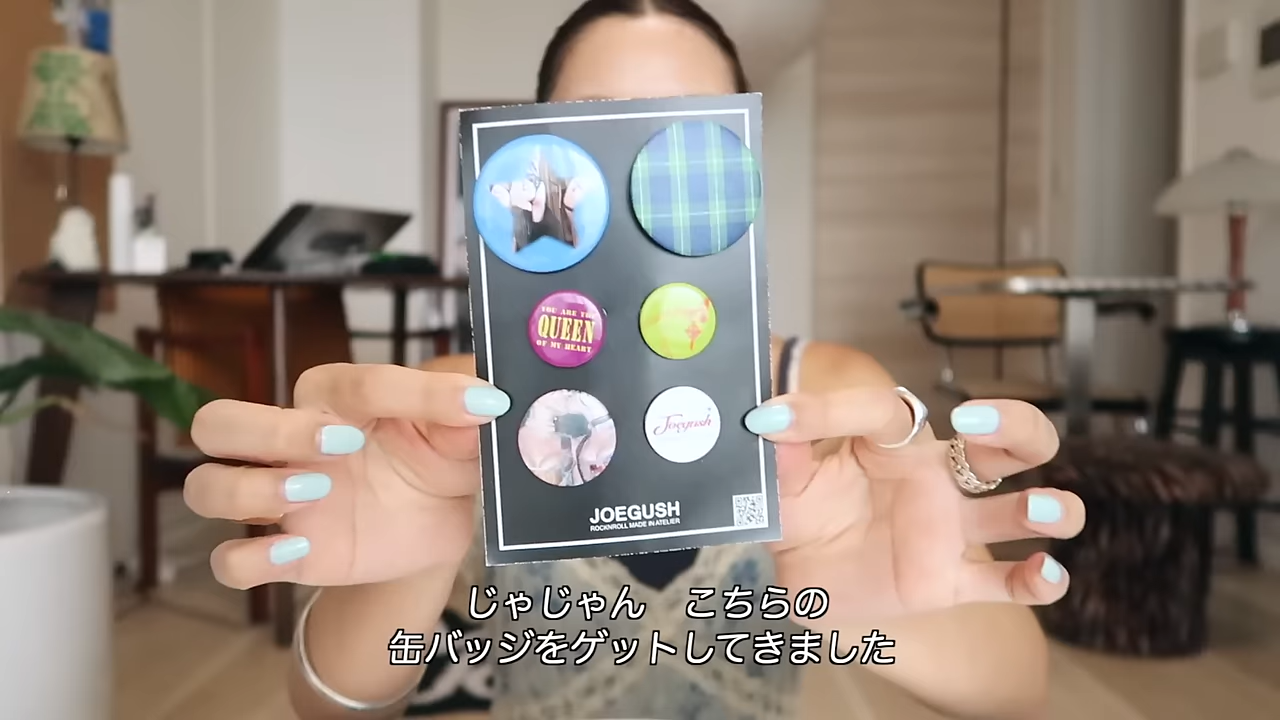 YOU ARE THE
QUEEN
OF MY HEART
Joegush
JOEGUSH
ROCKNROLL MADE IN ATELIER
じゃじゃん こちらの
缶バッジをゲットしてきました